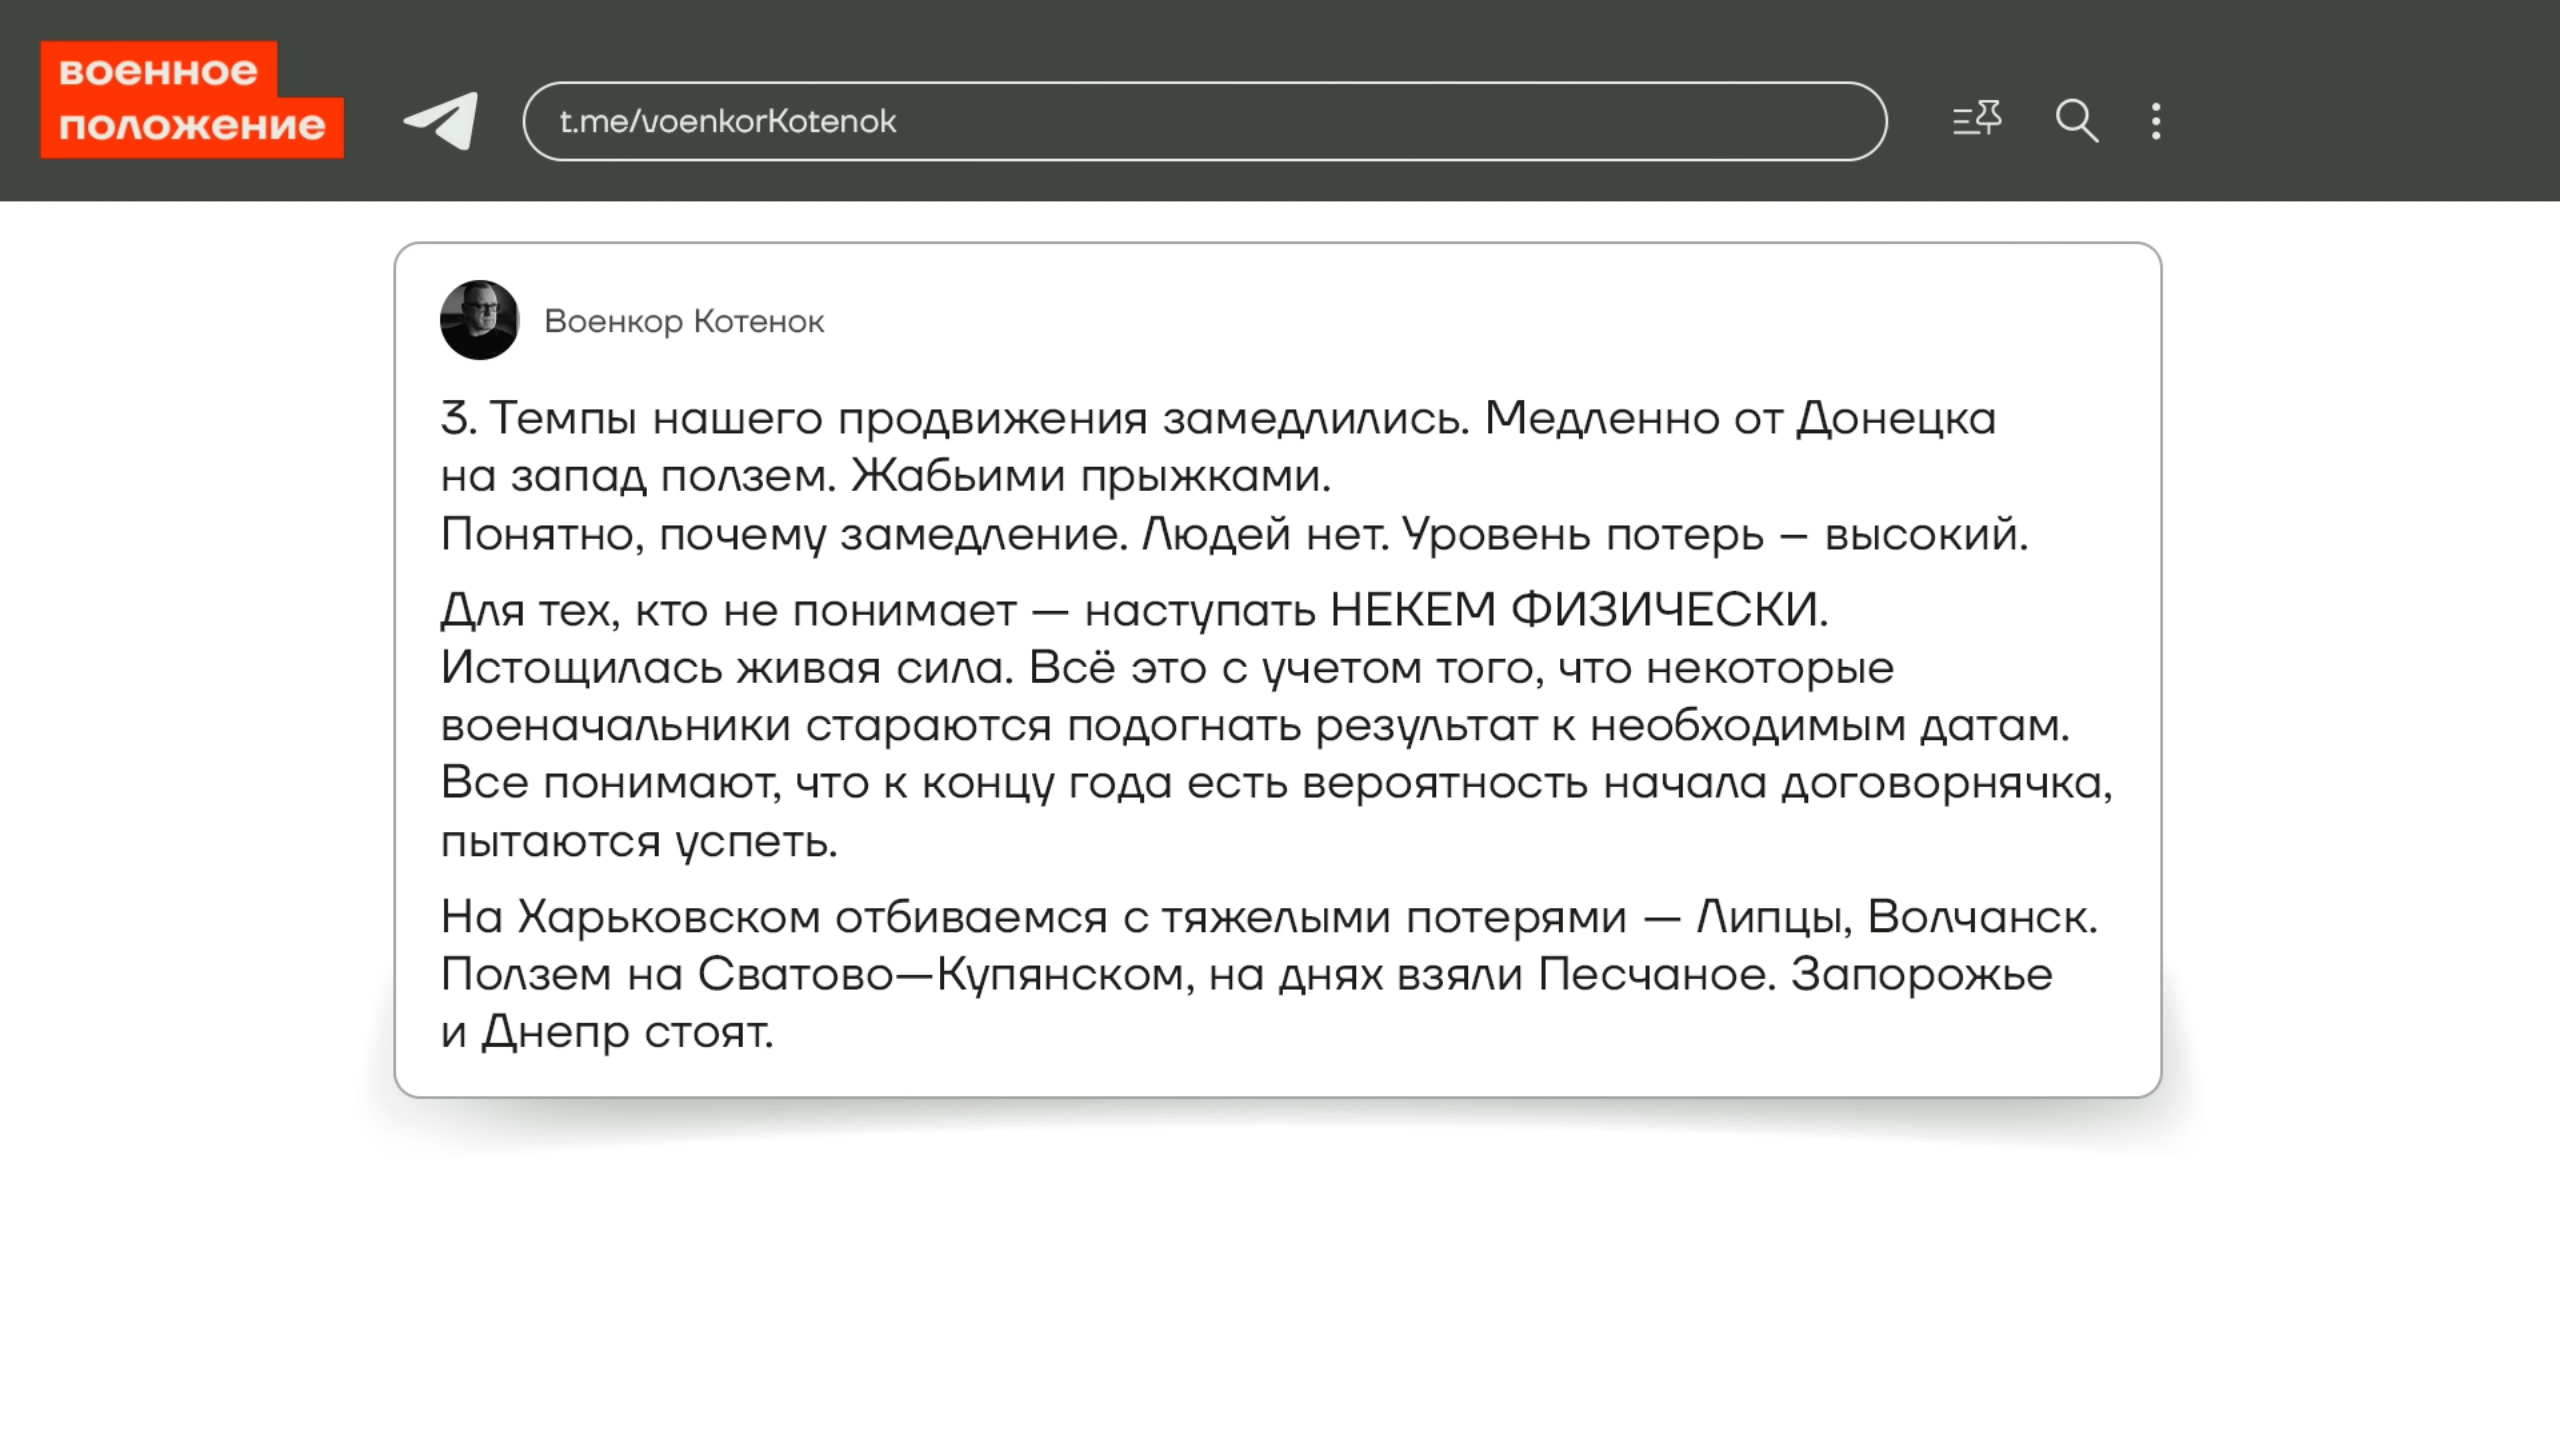 военное
положение
t.me/voenkorKotenok
Военкор Котенок
3. Темпы нашего продвижения замедлились. Медленно от Донецка
на запад ползем. Жабьими прыжками.
Понятно, почему замедление. Людей нет. Уровень потерь – высокий.
Для тех, кто не понимает — наступать НЕКЕМ ФИЗИЧЕСКИ.
Истощилась живая сила. Всё это с учетом того, что некоторые
военачальники стараются подогнать результат к необходимым датам.
Все понимают, что к концу года есть вероятность начала договорнячка,
пытаются успеть.
На Харьковском отбиваемся с тяжелыми потерями — Липцы, Волчанск.
Ползем на Сватово—Купянском, на днях взяли Песчаное. Запорожье
и Днепр стоят.